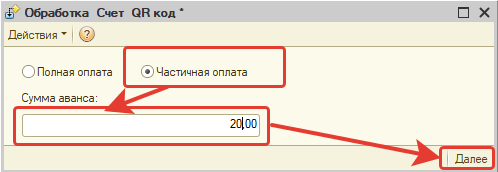 Обработка Счет QR код *
Действия
Полная оплата
Частичная оплата
Сумма аванса:
20,00
Далее